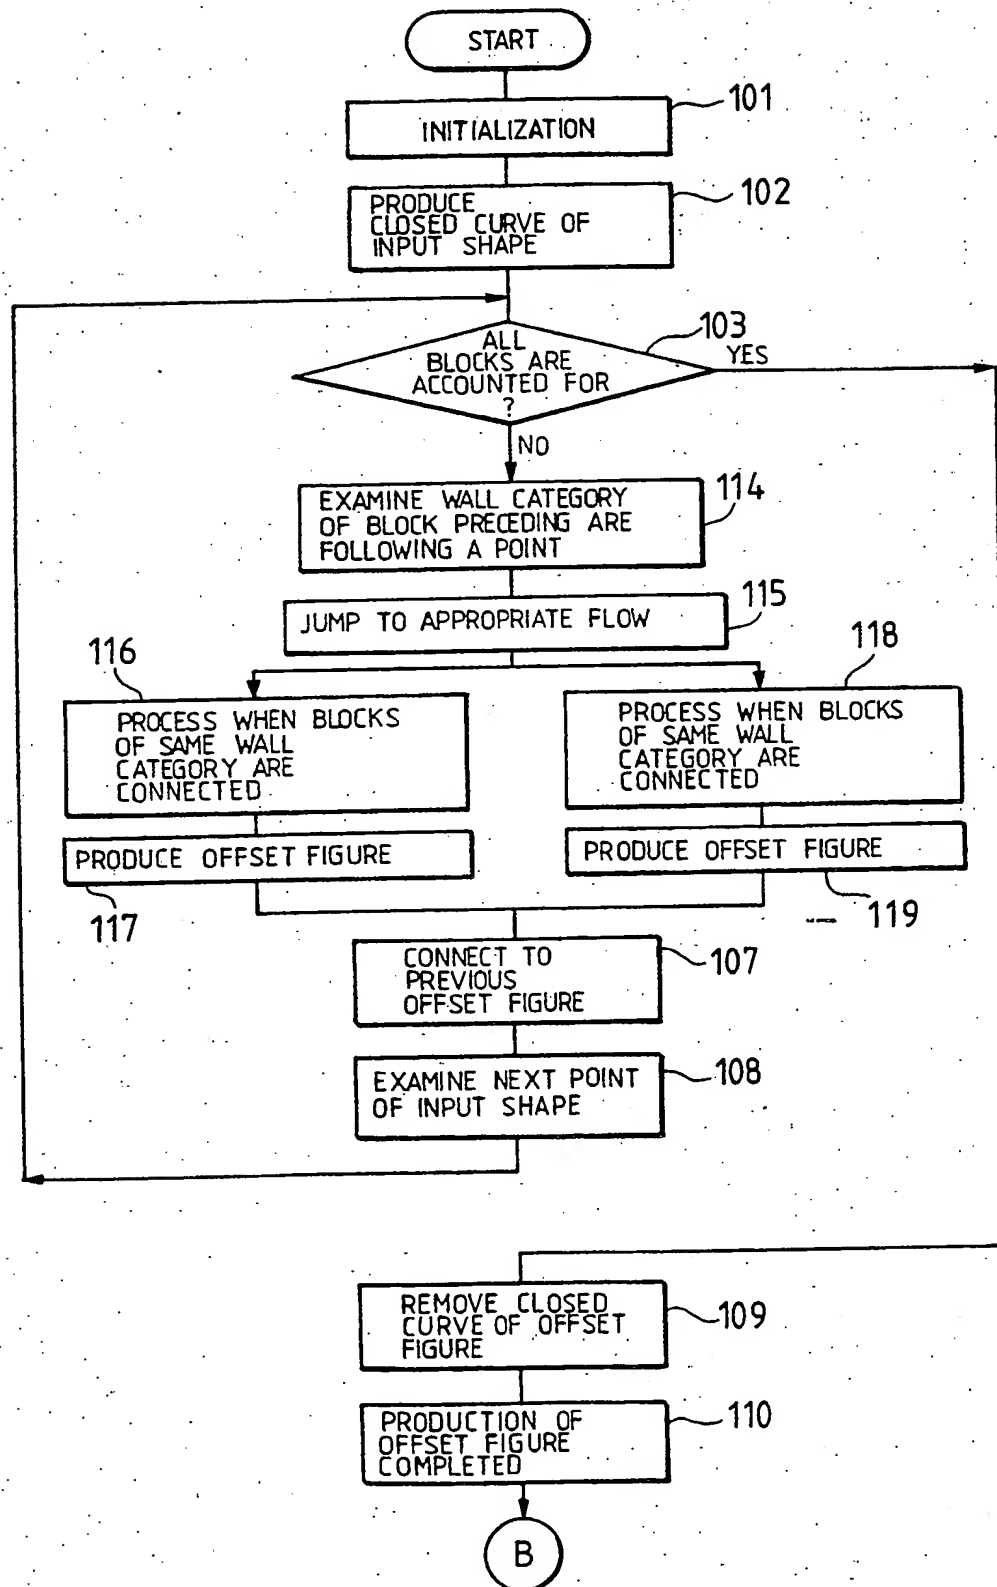 START
INITIALIZATION
101
PRODUCE
CLOSED CURVE OF
INPUT SHAPE
102
ALL
BLOCKS ARE
ACCOUNTED FOR
?
103
YES
NO
EXAMINE WALL CATEGORY
OF BLOCK PRECEDING ARE
FOLLOWING A POINT
114
JUMP TO APPROPRIATE FLOW
115
116
PROCESS WHEN BLOCKS
OF SAME WALL
CATEGORY ARE
CONNECTED
118
PROCESS WHEN BLOCKS
OF SAME WALL
CATEGORY ARE
CONNECTED
PRODUCE OFFSET FIGURE
117
PRODUCE OFFSET FIGURE
119
CONNECT TO
PREVIOUS
OFFSET FIGURE
107
EXAMINE NEXT POINT
OF INPUT SHAPE
108
REMOVE CLOSED
CURVE OF OFFSET
FIGURE
109
PRODUCTION OF
OFFSET FIGURE
COMPLETED
110
B